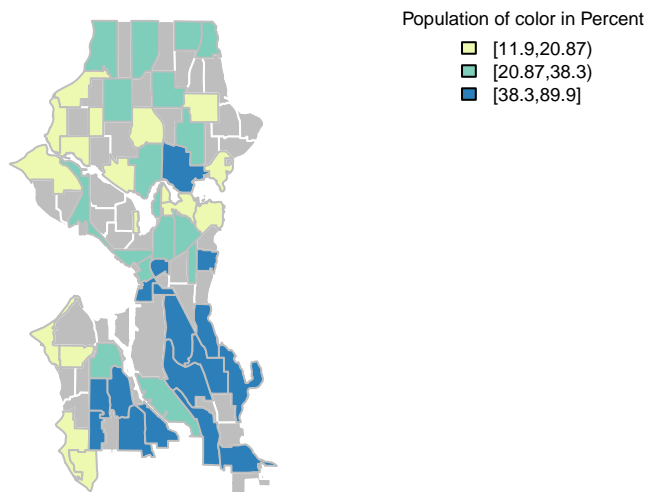 Population of color in Percent
[11.9,20.87)
[20.87,38.3)
[38.3,89.9]